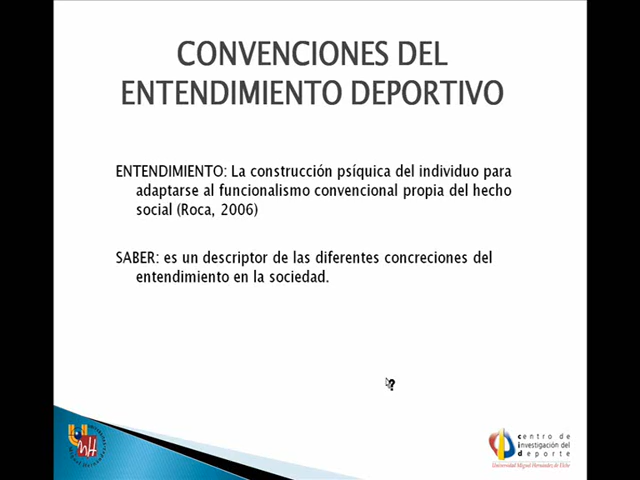 CONVENCIONES DEL
ENTENDIMIENTO DEPORTIVO
ENTENDIMIENTO: La construcción psíquica del individuo para
adaptarse al funcionalismo convencional propia del hecho
social (Roca, 2006)
SABER: es un descriptor de las diferentes concreciones del
entendimiento en la sociedad.
centro de
investigación del
deporte
Universidad Miguel Hernández de Elche